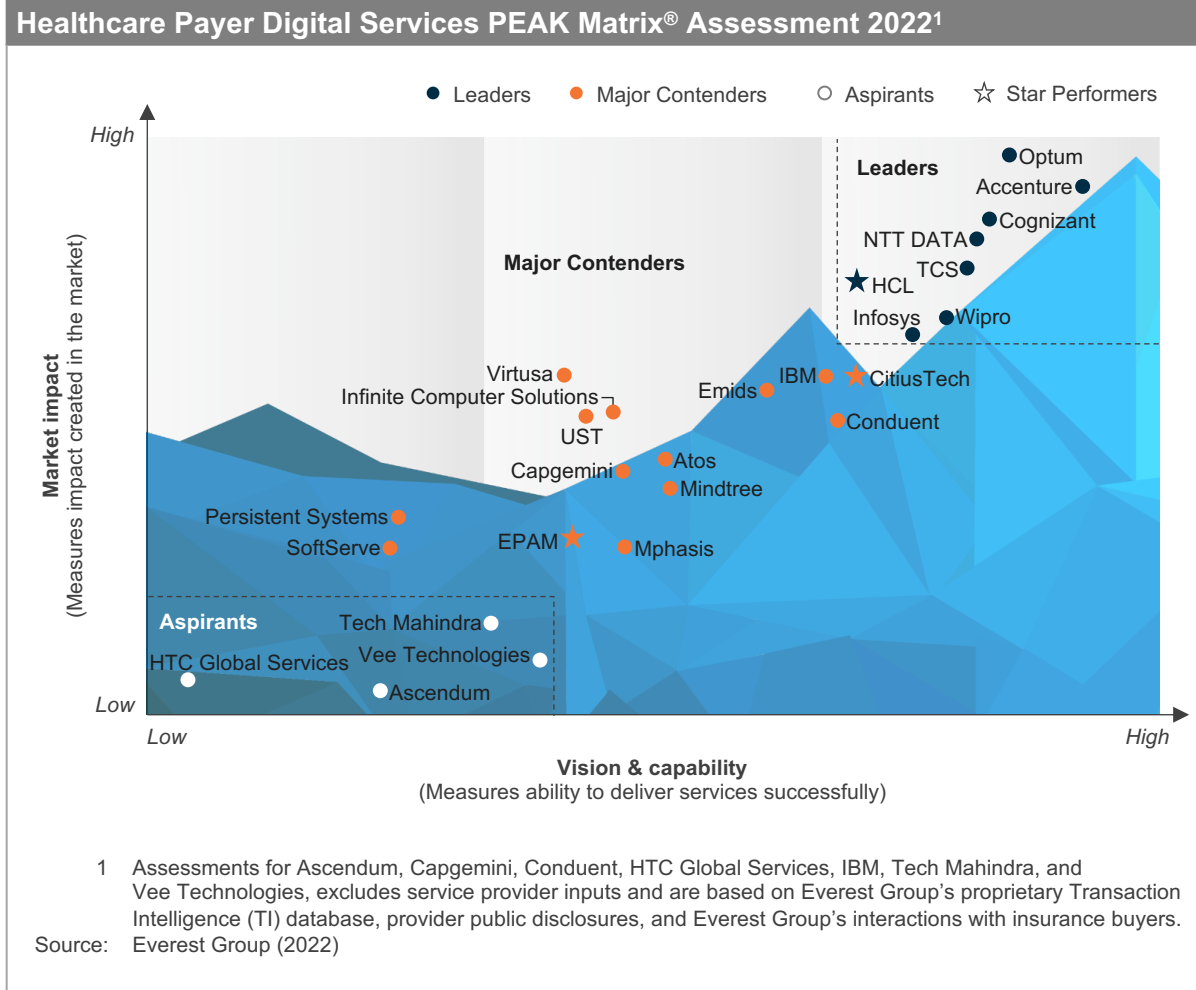 Healthcare Payer Digital Services PEAK Matrix® Assessment 2022¹
Leaders
Major Contenders
Aspirants
Star Performers
High
Leaders
Optum
Accenture
Cognizant
NTT DATA
TCS
HCL
Infosys
Wipro
Major Contenders
Virtusa
Infinite Computer Solutions
UST
Emids
IBM
CitiusTech
Conduent
Capgemini
Atos
Mindtree
Persistent Systems
SoftServe
EPAM
Mphasis
Aspirants
Tech Mahindra
Vee Technologies
HTC Global Services
Ascendum
Market impact
(Measures impact created in the market)
Low
Low
High
Vision & capability
(Measures ability to deliver services successfully)
1 Assessments for Ascendum, Capgemini, Conduent, HTC Global Services, IBM, Tech Mahindra, and
Vee Technologies, excludes service provider inputs and are based on Everest Group’s proprietary Transaction
Intelligence (TI) database, provider public disclosures, and Everest Group’s interactions with insurance buyers.
Source: Everest Group (2022)